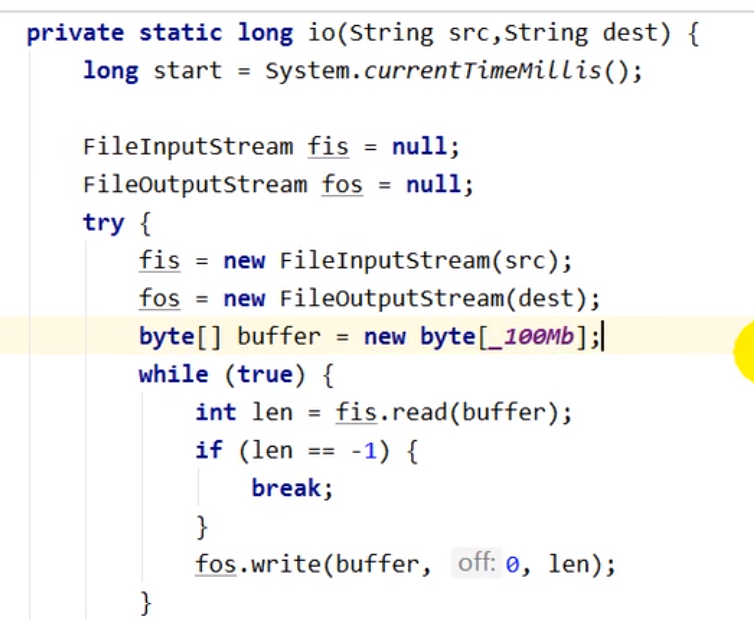 private static long io(String src,String dest) {
long start = System.currentTimeMillis();
FileInputStream fis = null;
FileOutputStream fos = null;
try {
fis = new FileInputStream(src);
fos = new FileOutputStream(dest);
byte[] buffer = new byte[_100Mb];
while (true) {
int len = fis.read(buffer);
if (len == -1) {
break;
}
fos.write(buffer, off: 0, len);
}